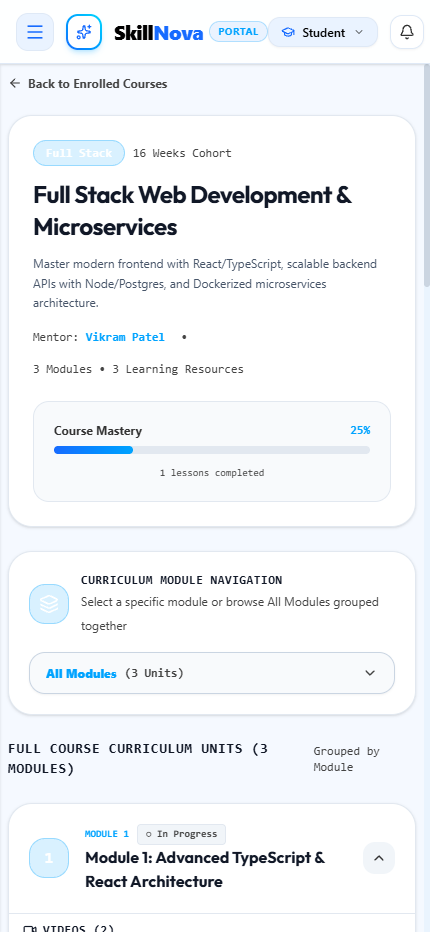 SkillNova PORTAL Student
Back to Enrolled Courses
Full Stack 16 Weeks Cohort
Full Stack Web Development &
Microservices
Master modern frontend with React/TypeScript, scalable backend
APIs with Node/Postgres, and Dockerized microservices
architecture.
Mentor: Vikram Patel •
3 Modules • 3 Learning Resources
Course Mastery 25%
1 lessons completed
CURRICULUM MODULE NAVIGATION
Select a specific module or browse All Modules grouped
together
All Modules (3 Units)
FULL COURSE CURRICULUM UNITS (3
MODULES)
Grouped by
Module
MODULE 1 ○ In Progress
1
Module 1: Advanced TypeScript &
React Architecture
VIDEOS (2)